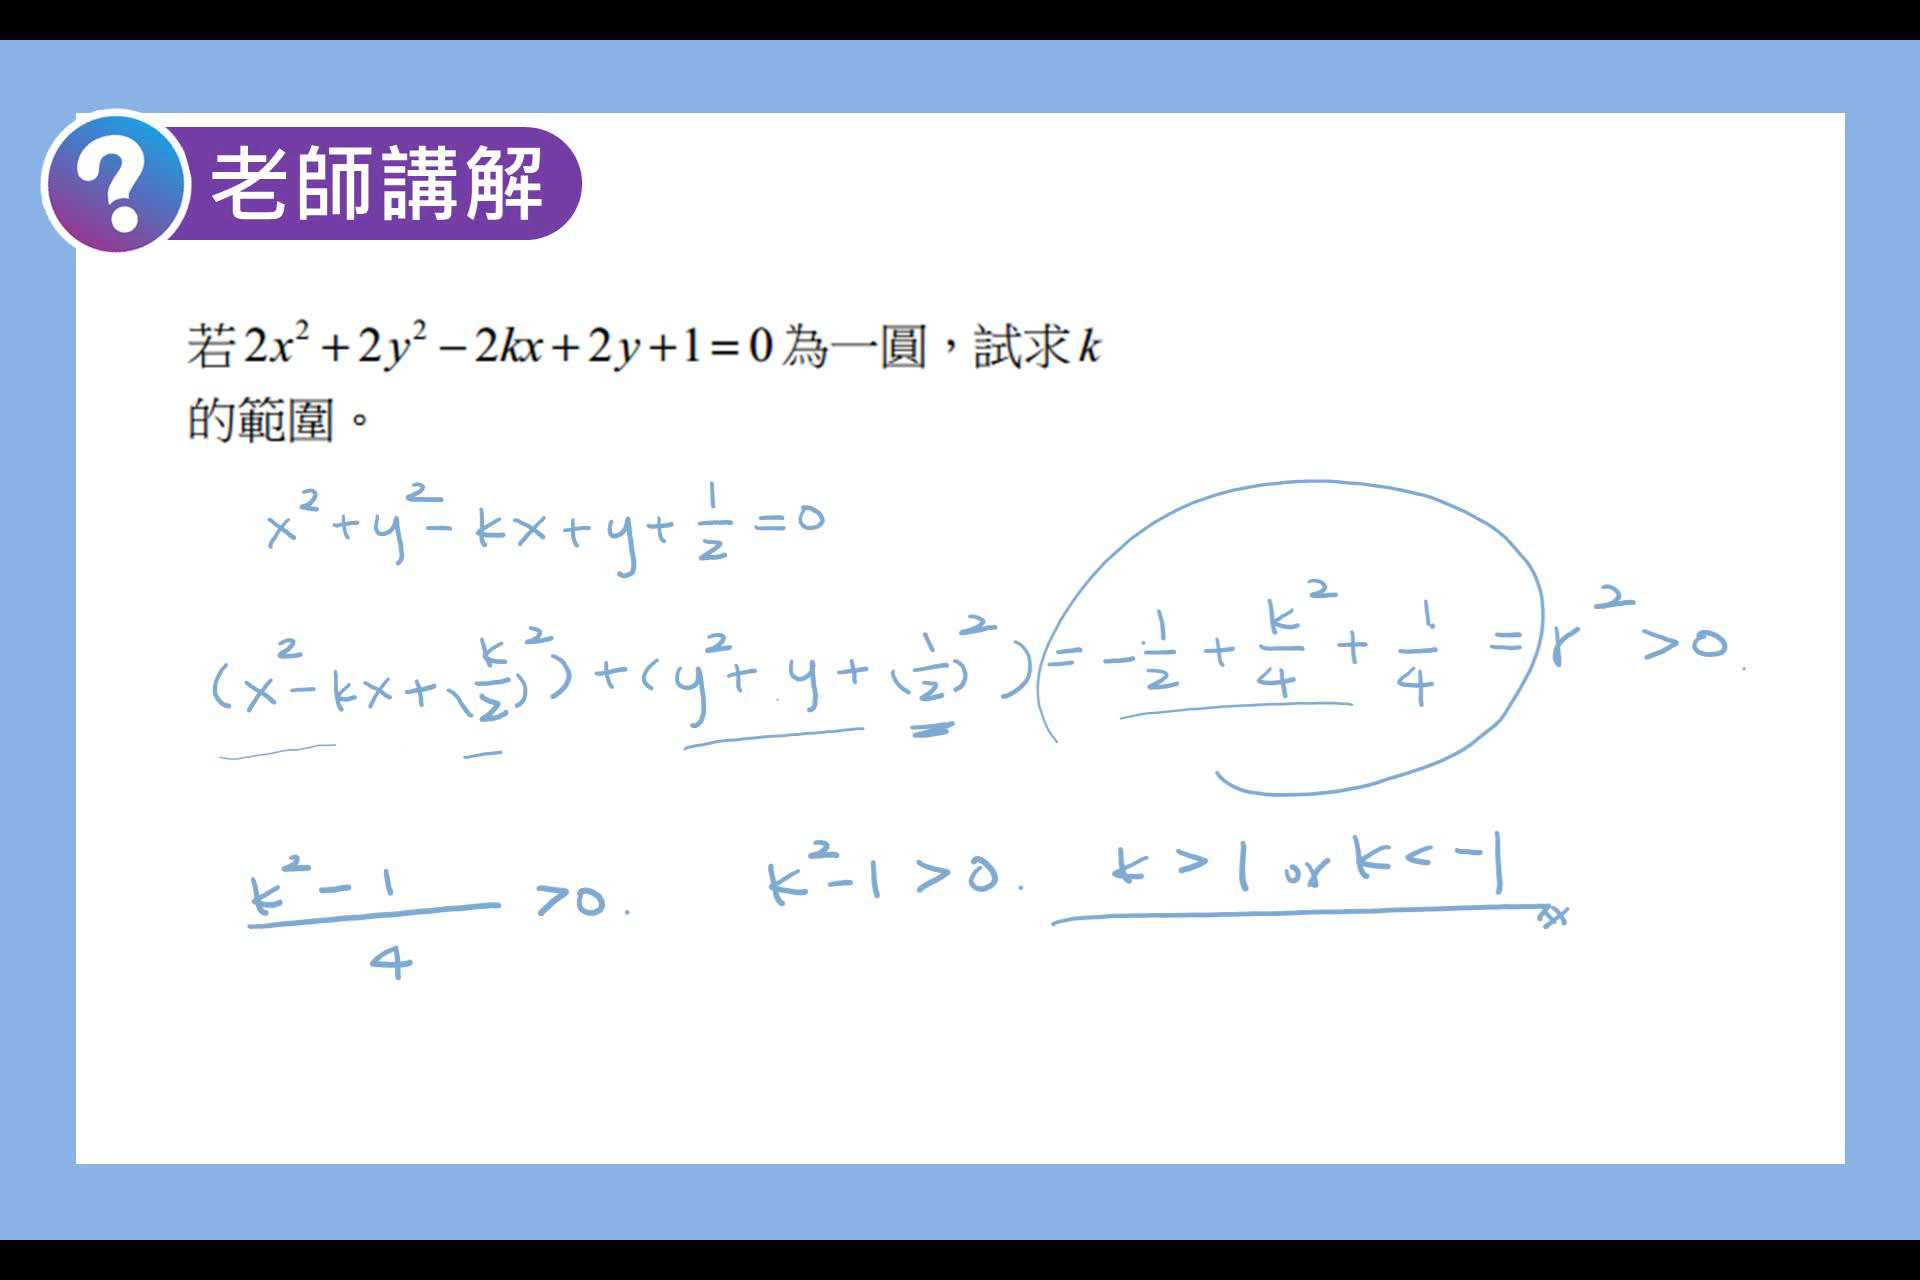 老師講解
若2x²+2y²−2kx+2y+1=0為一圓，試求k
的範圍。
x²+y²-kx+y+1/2=0
(x²-kx+(k/2)²)+(y²+y+(1/2)²)=-1/2+k²/4+1/4=r²>0.
(k²-1)/4>0. k²-1>0. k>1 or k<-1